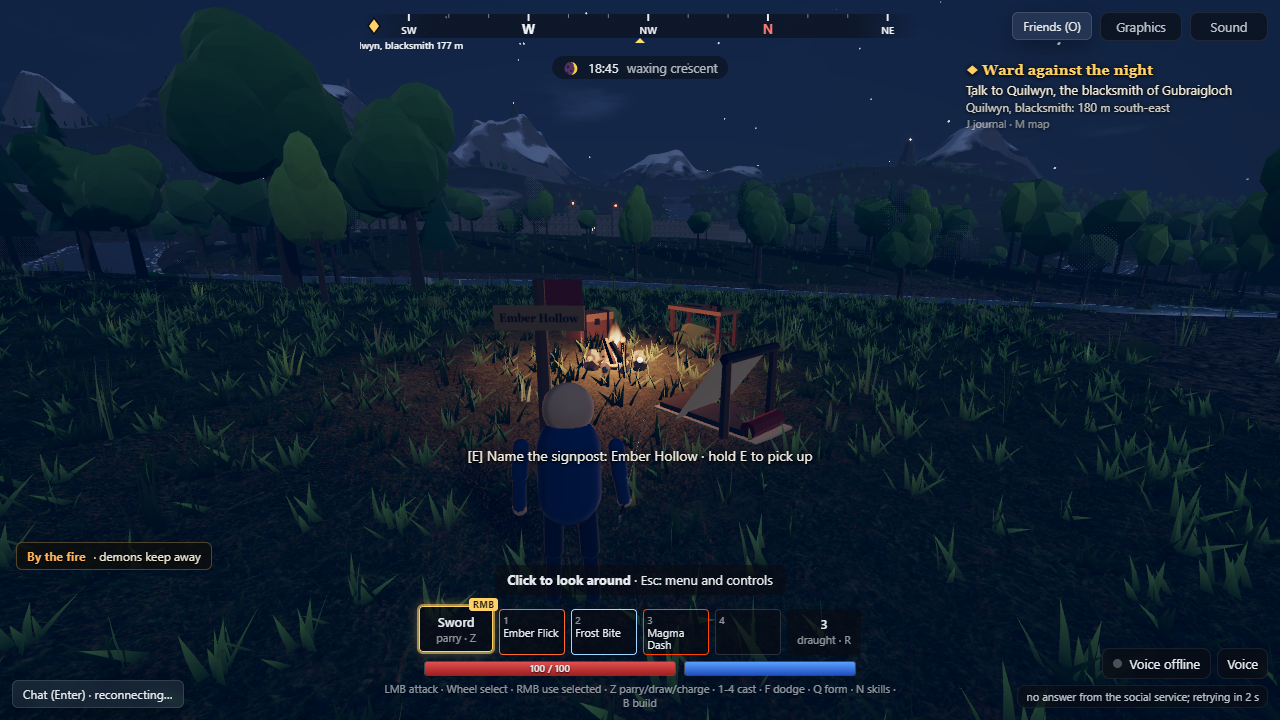 SW W NW N NE
lwyn, blacksmith 177 m
18:45 waxing crescent
Friends (O) Graphics Sound
◆ Ward against the night
Talk to Quilwyn, the blacksmith of Gubraigloch
Quilwyn, blacksmith: 180 m south-east
J journal · M map
Ember Hollow
[E] Name the signpost: Ember Hollow · hold E to pick up
By the fire · demons keep away
Click to look around · Esc: menu and controls
RMB
Sword
parry · Z
1
Ember Flick
2
Frost Bite
3
Magma
Dash
4
3
draught · R
100 / 100
LMB attack · Wheel select · RMB use selected · Z parry/draw/charge · 1-4 cast · F dodge · Q form · N skills ·
B build
Chat (Enter) · reconnecting...
Voice offline Voice
no answer from the social service; retrying in 2 s